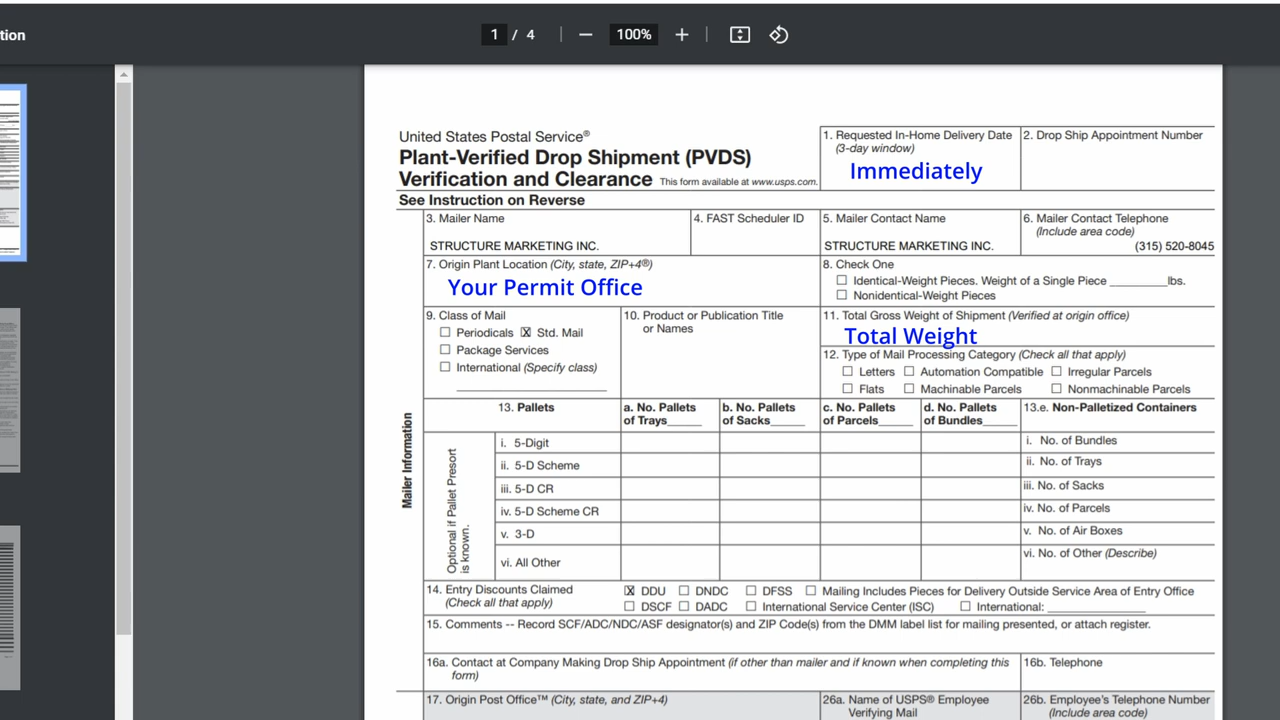 tion
1 / 4 — 100% +
United States Postal Service®
Plant-Verified Drop Shipment (PVDS)
Verification and Clearance This form available at www.usps.com.
1. Requested In-Home Delivery Date
(3-day window)
Immediately
2. Drop Ship Appointment Number
See Instruction on Reverse
3. Mailer Name
STRUCTURE MARKETING INC.
4. FAST Scheduler ID
5. Mailer Contact Name
STRUCTURE MARKETING INC.
6. Mailer Contact Telephone
(Include area code)
(315) 520-8045
7. Origin Plant Location (City, state, ZIP+4®)
Your Permit Office
8. Check One
☐ Identical-Weight Pieces. Weight of a Single Piece ________lbs.
☐ Nonidentical-Weight Pieces
9. Class of Mail
☐ Periodicals ☒ Std. Mail
☐ Package Services
☐ International (Specify class)
10. Product or Publication Title
or Names
11. Total Gross Weight of Shipment (Verified at origin office)
Total Weight
12. Type of Mail Processing Category (Check all that apply)
☐ Letters ☐ Automation Compatible ☐ Irregular Parcels
☐ Flats ☐ Machinable Parcels ☐ Nonmachinable Parcels
Mailer Information
13. Pallets
a. No. Pallets
of Trays______
b. No. Pallets
of Sacks______
c. No. Pallets
of Parcels______
d. No. Pallets
of Bundles______
13.e. Non-Palletized Containers
Optional if Pallet Presort
is known.
i. 5-Digit
ii. 5-D Scheme
iii. 5-D CR
iv. 5-D Scheme CR
v. 3-D
vi. All Other
i. No. of Bundles
ii. No. of Trays
iii. No. of Sacks
iv. No. of Parcels
v. No. of Air Boxes
vi. No. of Other (Describe)
14. Entry Discounts Claimed
(Check all that apply)
☒ DDU ☐ DNDC ☐ DFSS ☐ Mailing Includes Pieces for Delivery Outside Service Area of Entry Office
☐ DSCF ☐ DADC ☐ International Service Center (ISC) ☐ International: ______________
15. Comments -- Record SCF/ADC/NDC/ASF designator(s) and ZIP Code(s) from the DMM label list for mailing presented, or attach register.
16a. Contact at Company Making Drop Ship Appointment (if other than mailer and if known when completing this
form)
16b. Telephone
17. Origin Post Office™ (City, state, and ZIP+4)
26a. Name of USPS® Employee
Verifying Mail
26b. Employee's Telephone Number
(Include area code)